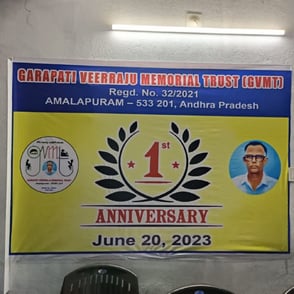 GARAPATI VEERRAJU MEMORIAL TRUST (GVMT)
Regd. No. 32/2021
AMALAPURAM – 533 201, Andhra Pradesh
1st
ANNIVERSARY
June 20, 2023